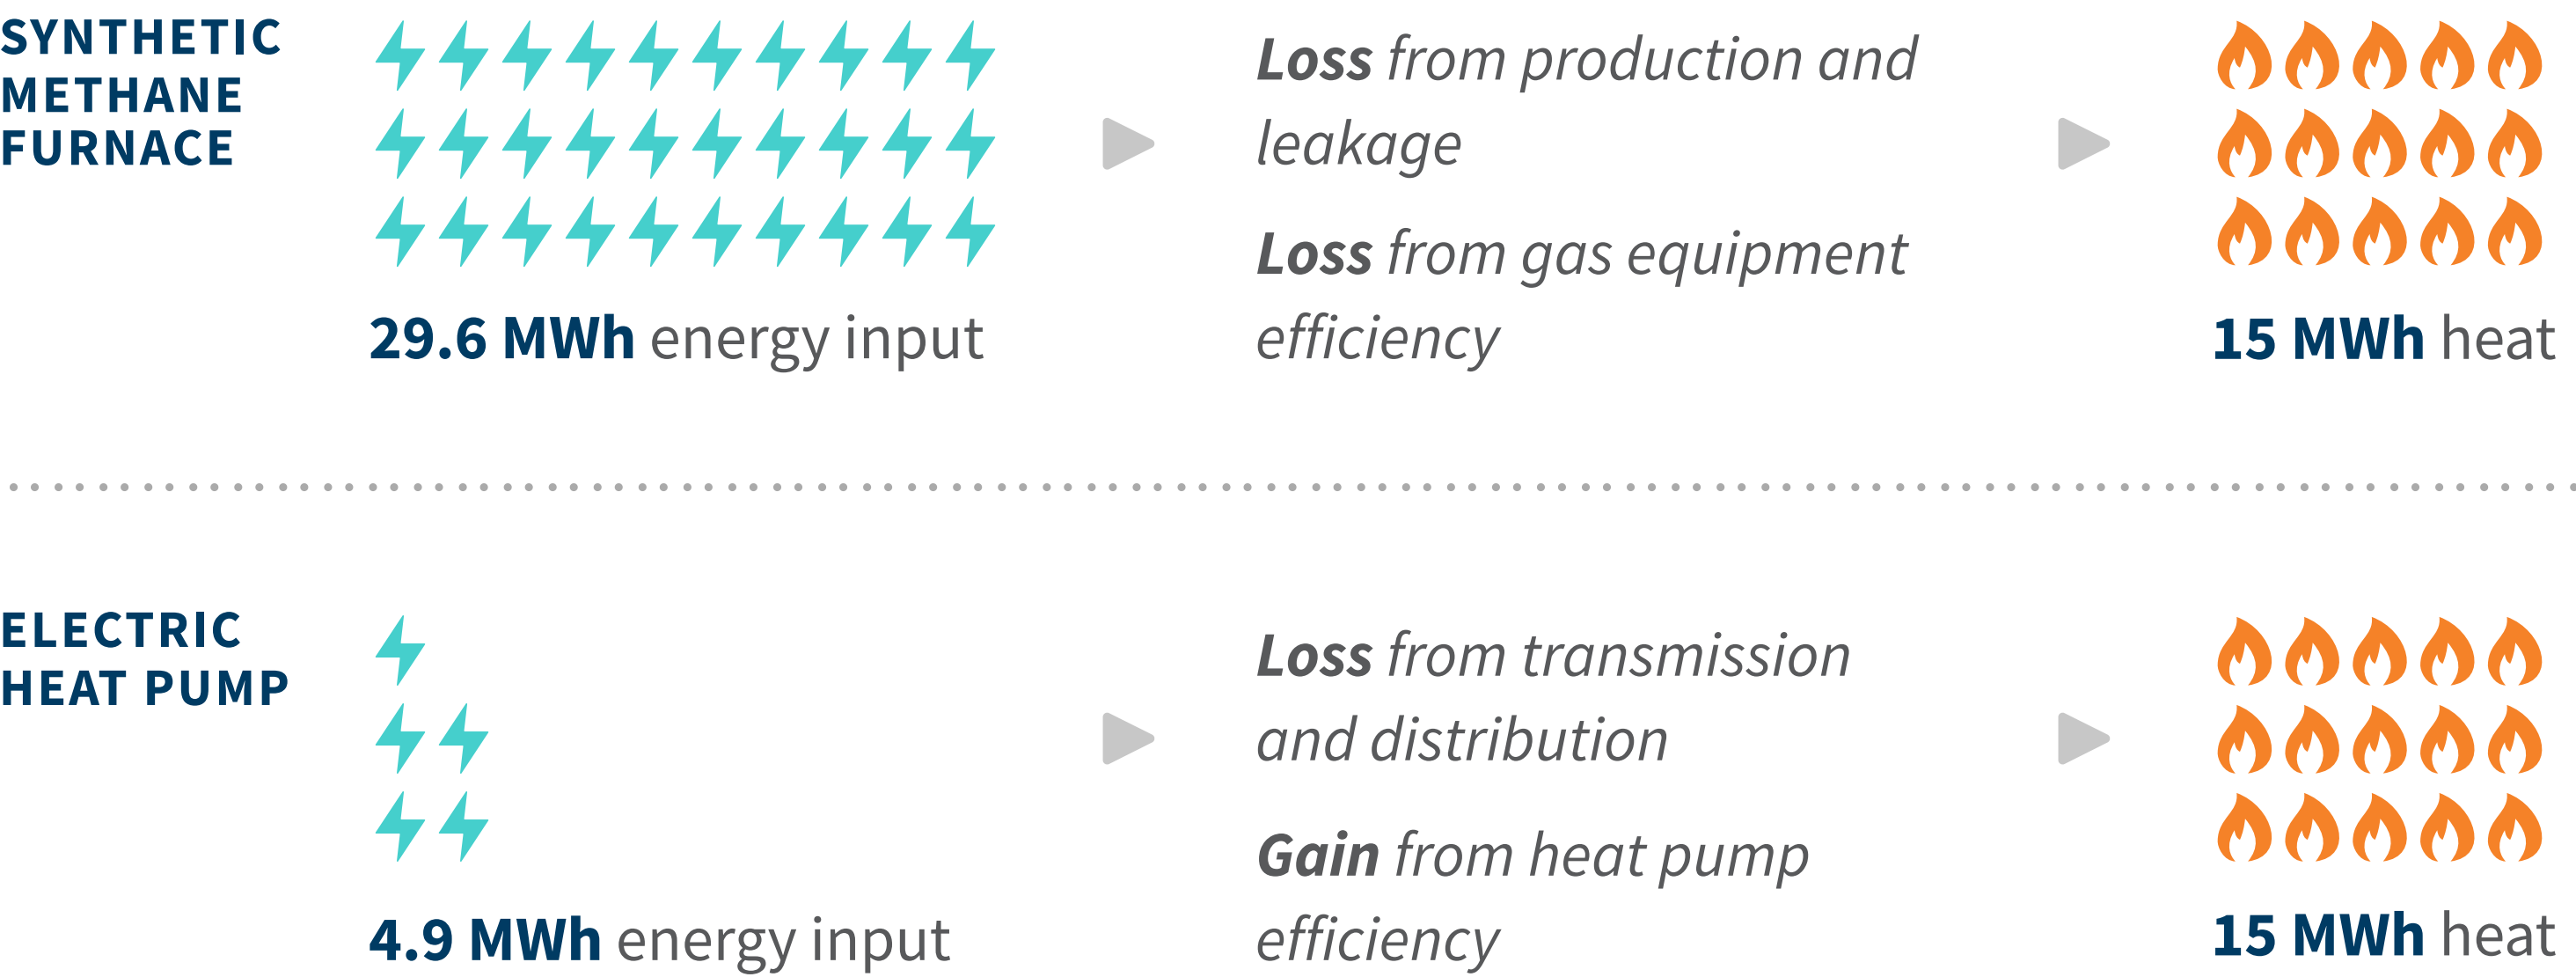 SYNTHETIC
METHANE
FURNACE
29.6 MWh energy input
Loss from production and
leakage
Loss from gas equipment
efficiency
15 MWh heat
ELECTRIC
HEAT PUMP
4.9 MWh energy input
Loss from transmission
and distribution
Gain from heat pump
efficiency
15 MWh heat